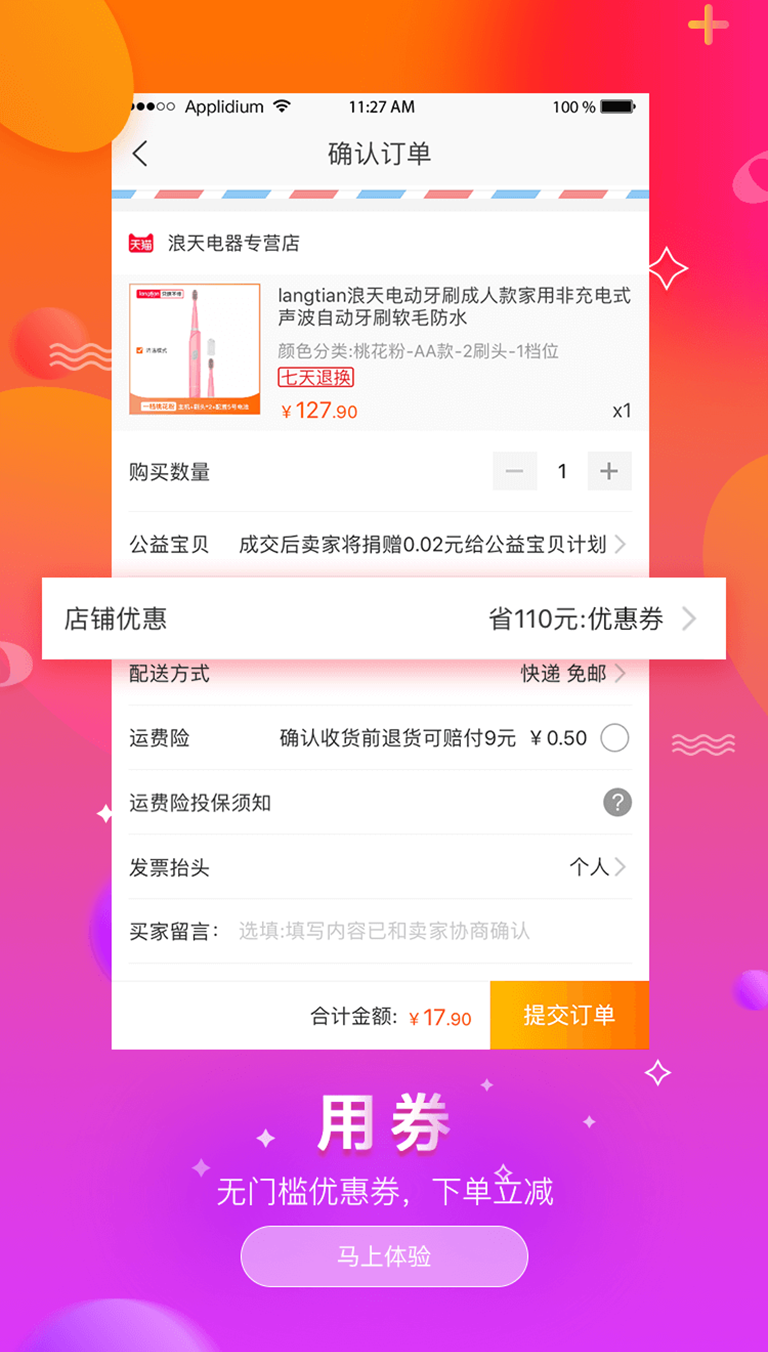 Applidium 11:27 AM 100 %
确认订单
天猫 浪天电器专营店
langtian浪天电动牙刷成人款家用非充电式
声波自动牙刷软毛防水
颜色分类:桃花粉-AA款-2刷头-1档位
七天退换
¥127.90 x1
langtian
购买数量 1
公益宝贝 成交后卖家将捐赠0.02元给公益宝贝计划
店铺优惠 省110元:优惠券
配送方式 快递 免邮
运费险 确认收货前退货可赔付9元 ¥0.50
运费险投保须知 ?
发票抬头 个人
买家留言: 选填:填写内容已和卖家协商确认
合计金额: ¥17.90 提交订单
用券
无门槛优惠券，下单立减
马上体验